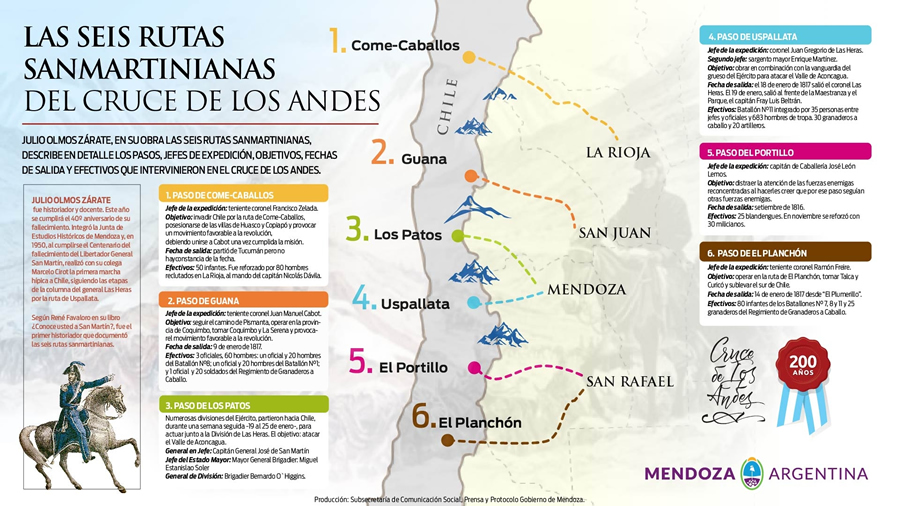 LAS SEIS RUTAS
SANMARTINIANAS
DEL CRUCE DE LOS ANDES
JULIO OLMOS ZÁRATE, EN SU OBRA LAS SEIS RUTAS SANMARTINIANAS,
DESCRIBE EN DETALLE LOS PASOS, JEFES DE EXPEDICIÓN, OBJETIVOS, FECHAS
DE SALIDA Y EFECTIVOS QUE INTERVINIERON EN EL CRUCE DE LOS ANDES.
JULIO OLMOS ZÁRATE
fue historiador y docente. Este año
se cumplirá el 409 aniversario de su
fallecimiento. Integró la Junta de
Estudios Históricos de Mendoza y, en
1950, al cumplirse el Centenario del
fallecimiento del Libertador General
San Martín, realizó con su colega
Marcelo Cirot la primera marcha
hípica a Chile, siguiendo las etapas
de la columna del general Las Heras
por la ruta de Uspallata.
Según René Favaloro en su libro
¿Conoce usted a San Martín?, fue el
primer historiador que documentó
las seis rutas sanmartinianas.
1. PASO DE COME-CABALLOS
Jefe de la expedición: teniente coronel Francisco Zelada.
Objetivo: invadir Chile por la ruta de Come-Caballos,
posesionarse de las villas de Huasco y Copiapó y provocar
un movimiento favorable a la revolución,
debiendo unirse a Cabot una vez cumplida la misión.
Fecha de salida: partió de Tucumán pero no
hay constancia de la fecha.
Efectivos: 50 infantes. Fue reforzado por 80 hombres
reclutados en La Rioja, al mando del capitán Nicolás Dávila.
2. PASO DE GUANA
Jefe de la expedición: teniente coronel Juan Manuel Cabot.
Objetivo: seguir el camino de Pismanta, operar en la provin-
cia de Coquimbo, tomar Coquimbo y La Serena y provoca-
rel movimiento favorable a la revolución.
Fecha de salida: 9 de enero de 1817.
Efectivos: 3 oficiales, 60 hombres: un oficial y 20 hombres
del Batallón Nº8; un oficial y 20 hombres del Batallón Nº1;
y 1 oficial y 20 soldados del Regimiento de Granaderos a
Caballo.
3. PASO DE LOS PATOS
Numerosas divisiones del Ejército, partieron hacia Chile,
durante una semana seguida -19 al 25 de enero-, para
actuar junto a la División de Las Heras. El objetivo: atacar
el Valle de Aconcagua.
General en Jefe: Capitán General José de San Martín
Jefe del Estado Mayor: Mayor General Brigadier: Miguel
Estanislao Soler
General de División: Brigadier Bernardo O´Higgins.
1. Come-Caballos
CHILE
LA RIOJA
2. Guana
SAN JUAN
3. Los Patos
MENDOZA
4. Uspallata
5. El Portillo
SAN RAFAEL
6. El Planchón
4. PASO DE USPALLATA
Jefe de la expedición: coronel Juan Gregorio de Las Heras.
Segundo jefe: sargento mayor Enrique Martínez.
Objetivo: obrar en combinación con la vanguardia del
grueso del Ejército para atacar el Valle de Aconcagua.
Fecha de salida: el 18 de enero de 1817 salió el coronel Las
Heras. El 19 de enero, salió al frente de la Maestranza y el
Parque, el capitán Fray Luis Beltrán.
Efectivos: Batallón Nº11 integrado por 35 personas entre
jefes y oficiales y 683 hombres de tropa. 30 granaderos a
caballo y 20 artilleros.
5. PASO DEL PORTILLO
Jefe de la expedición: capitán de Caballería José León
Lemos.
Objetivo: distraer la atención de las fuerzas enemigas
reconcentradas al hacerles creer que por ese paso seguían
otras fuerzas enemigas.
Fecha de salida: setiembre de 1816.
Efectivos: 25 blandengues. En noviembre se reforzó con
30 milicianos.
6. PASO DE EL PLANCHÓN
Jefe de la expedición: teniente coronel Ramón Freire.
Objetivo: operar en la ruta de El Planchón, tomar Talca y
Curicó y sublevar el sur de Chile.
Fecha de salida: 14 de enero de 1817 desde "El Plumerillo".
Efectivos: 80 infantes de los Batallones Nº 7, 8 y 11 y 25
granaderos del Regimiento de Granaderos a Caballo.
Cruce
de Los
Andes
200
AÑOS
MENDOZA ARGENTINA
Producción: Subsecretaría de Comunicación Social, Prensa y Protocolo Gobierno de Mendoza.